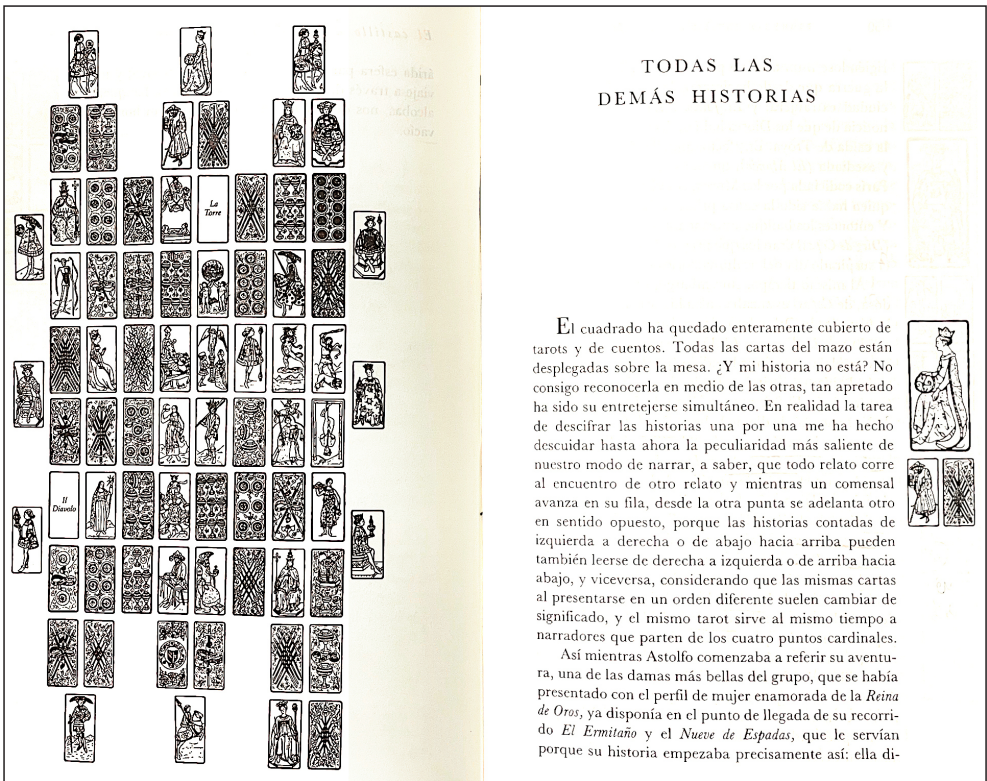 La
Torre
Il
Diavolo
TODAS LAS
DEMÁS HISTORIAS
El cuadrado ha quedado enteramente cubierto de
tarots y de cuentos. Todas las cartas del mazo están
desplegadas sobre la mesa. ¿Y mi historia no está? No
consigo reconocerla en medio de las otras, tan apretado
ha sido su entretejerse simultáneo. En realidad la tarea
de descifrar las historias una por una me ha hecho
descuidar hasta ahora la peculiaridad más saliente de
nuestro modo de narrar, a saber, que todo relato corre
al encuentro de otro relato y mientras un comensal
avanza en su fila, desde la otra punta se adelanta otro
en sentido opuesto, porque las historias contadas de
izquierda a derecha o de abajo hacia arriba pueden
también leerse de derecha a izquierda o de arriba hacia
abajo, y viceversa, considerando que las mismas cartas
al presentarse en un orden diferente suelen cambiar de
significado, y el mismo tarot sirve al mismo tiempo a
narradores que parten de los cuatro puntos cardinales.
Así mientras Astolfo comenzaba a referir su aventu-
ra, una de las damas más bellas del grupo, que se había
presentado con el perfil de mujer enamorada de la Reina
de Oros, ya disponía en el punto de llegada de su recorri-
do El Ermitaño y el Nueve de Espadas, que le servían
porque su historia empezaba precisamente así: ella di-